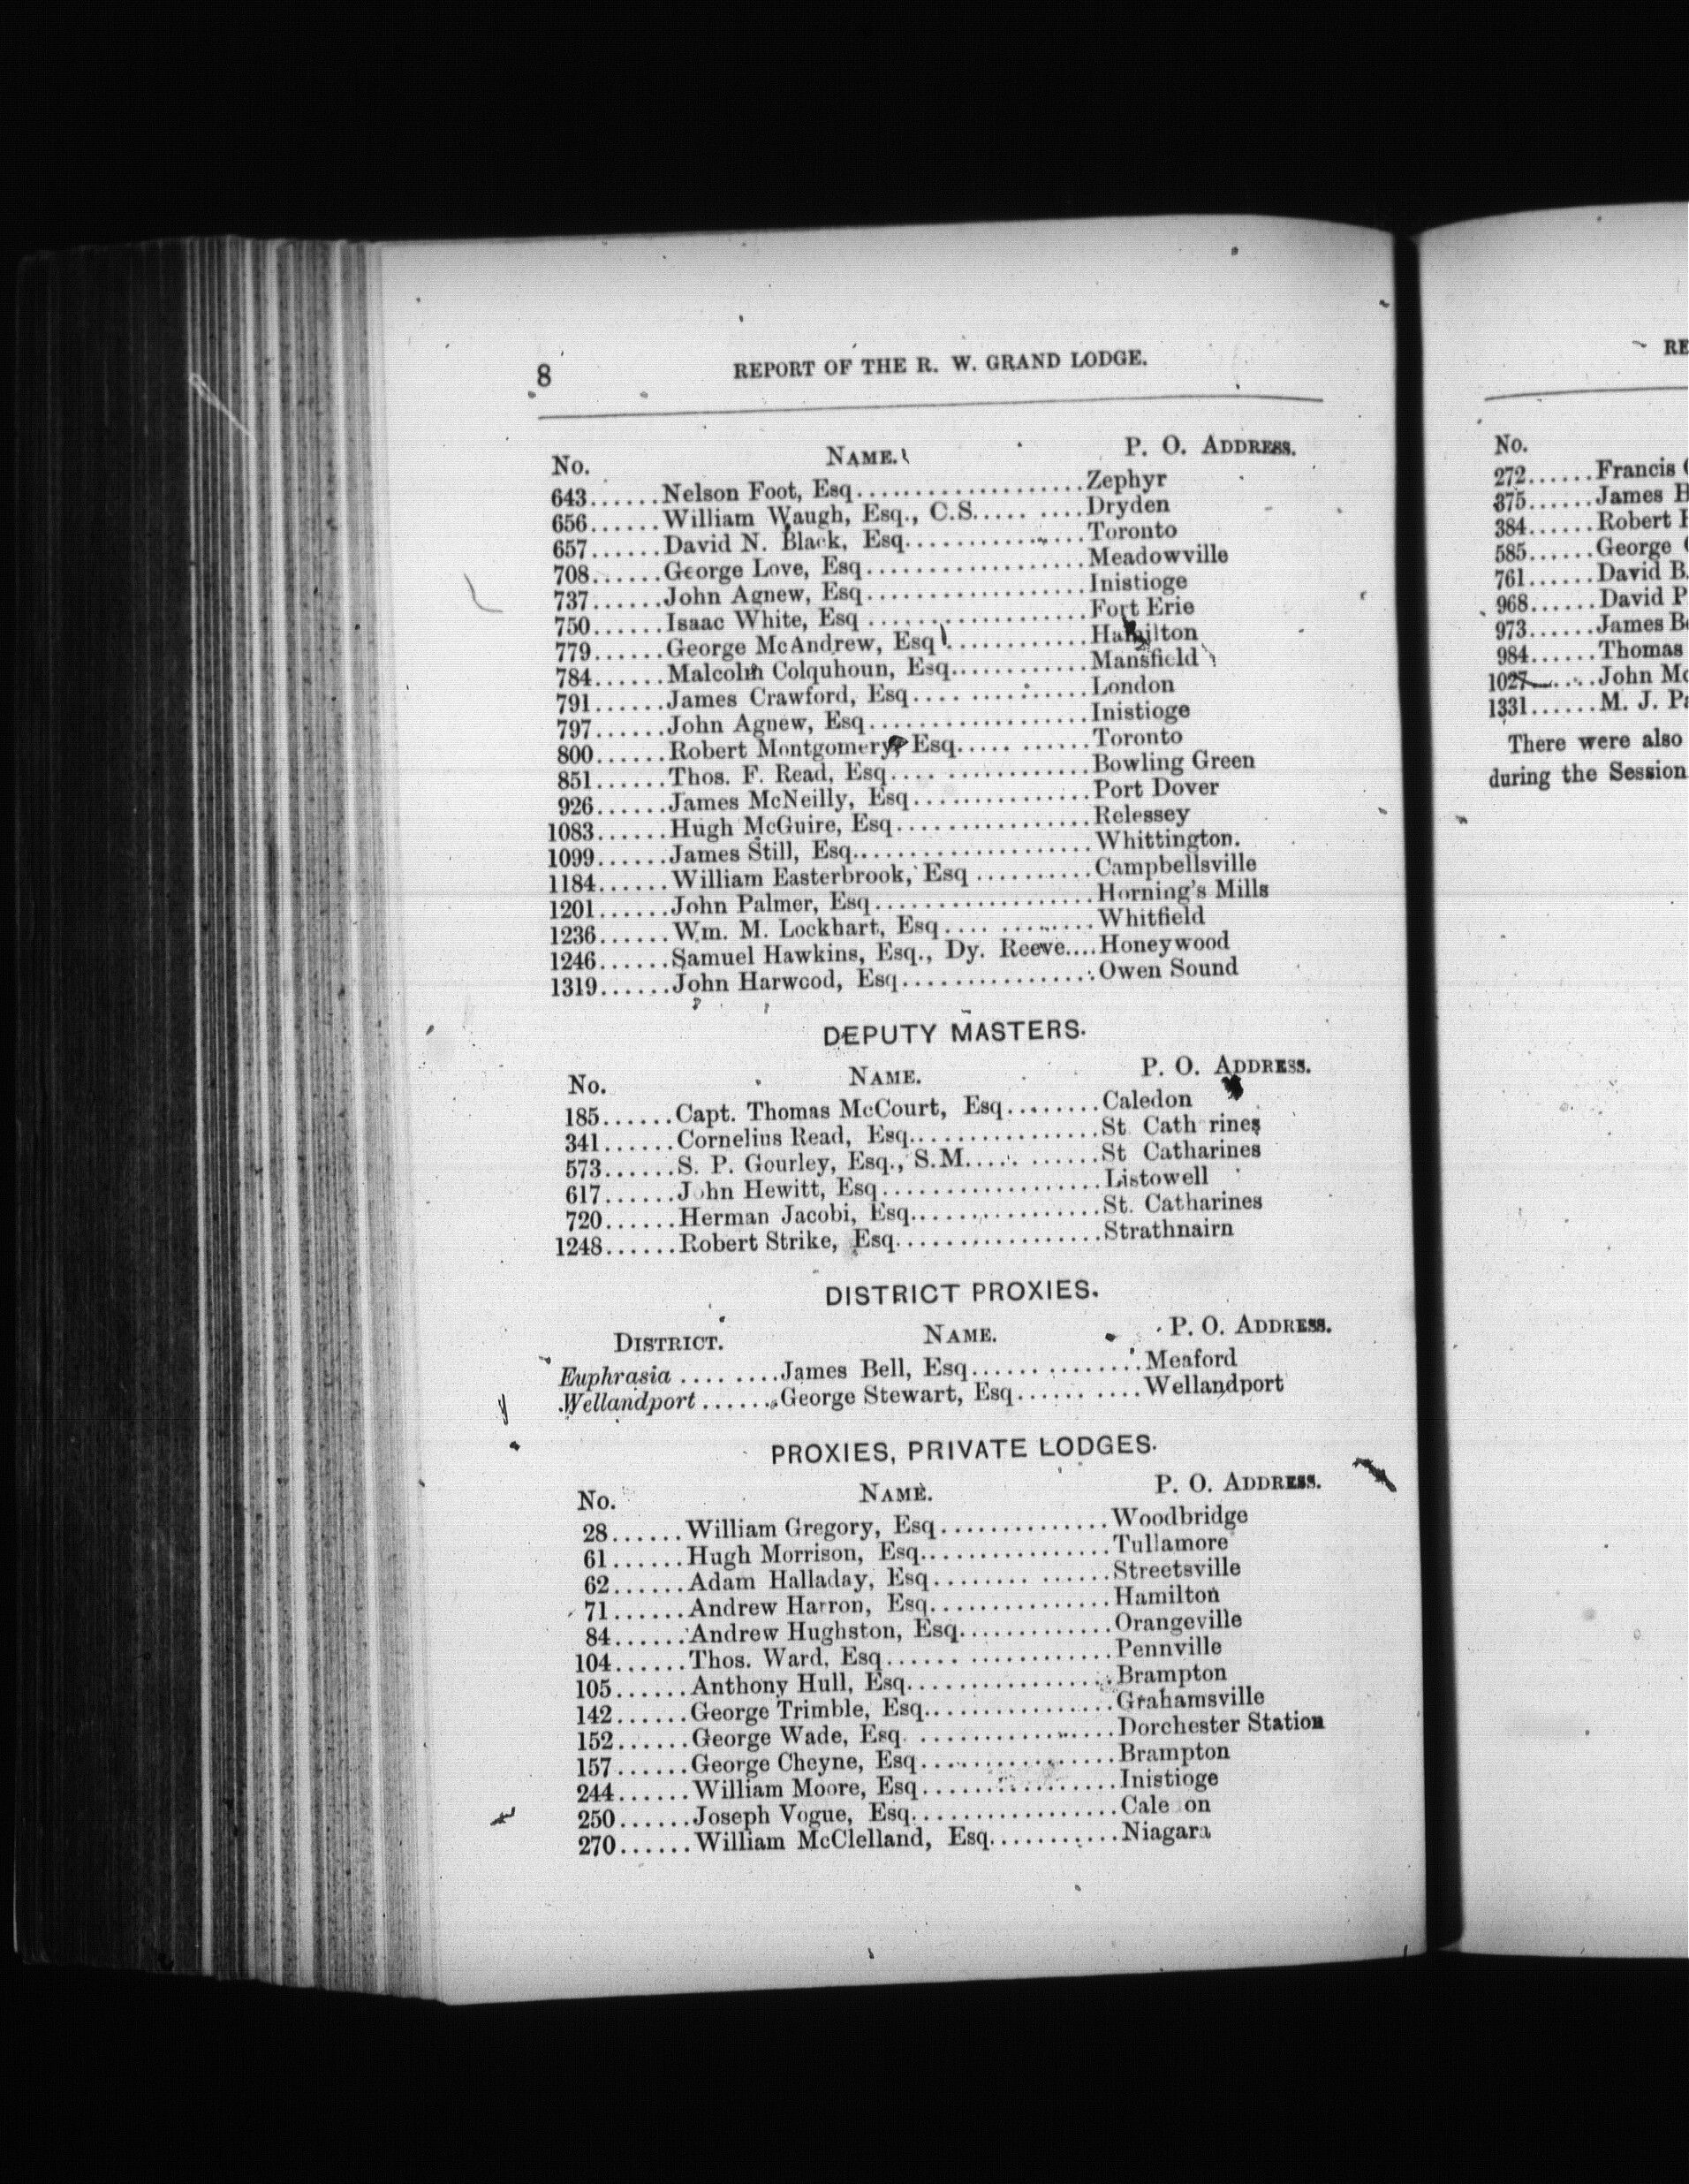 8 REPORT OF THE R. W. GRAND LODGE.
No. NAME. P. O. ADDRESS.
643......Nelson Foot, Esq...................Zephyr
656......William Waugh, Esq., C.S..... ....Dryden
657......David N. Black, Esq...............Toronto
708......George Love, Esq..................Meadowville
737......John Agnew, Esq..................Inistioge
750......Isaac White, Esq ..................Fort Erie
779......George McAndrew, Esq ............Hamilton
784......Malcolm Colquhoun, Esq............Mansfield
791......James Crawford, Esq.... ..........London
797......John Agnew, Esq..................Inistioge
800......Robert Montgomery, Esq..... ......Toronto
851......Thos. F. Read, Esq.... ............Bowling Green
926......James McNeilly, Esq...............Port Dover
1083......Hugh McGuire, Esq................Relessey
1099......James Still, Esq....................Whittington.
1184......William Easterbrook, Esq ..........Campbellsville
1201......John Palmer, Esq..................Horning's Mills
1236......Wm. M. Lockhart, Esq.... .........Whitfield
1246......Samuel Hawkins, Esq., Dy. Reeve....Honeywood
1319......John Harwood, Esq................Owen Sound
DEPUTY MASTERS.
No. NAME. P. O. ADDRESS.
185......Capt. Thomas McCourt, Esq........Caledon
341......Cornelius Read, Esq................St Cath rines
573......S. P. Gourley, Esq., S.M..... ......St Catharines
617......John Hewitt, Esq..................Listowell
720......Herman Jacobi, Esq................St. Catharines
1248......Robert Strike, Esq.................Strathnairn
DISTRICT PROXIES.
DISTRICT. NAME. P. O. ADDRESS.
Euphrasia ........James Bell, Esq...... ........Meaford
Wellandport .......George Stewart, Esq...... ....Wellandport
PROXIES, PRIVATE LODGES.
No. NAME. P. O. ADDRESS.
28......William Gregory, Esq..............Woodbridge
61......Hugh Morrison, Esq................Tullamore
62......Adam Halladay, Esq........ ......Streetsville
71......Andrew Harron, Esq...............Hamilton
84......Andrew Hughston, Esq.............Orangeville
104......Thos. Ward, Esq...... ............Pennville
105......Anthony Hull, Esq.................Brampton
142......George Trimble, Esq................Grahamsville
152......George Wade, Esq. ................Dorchester Station
157......George Cheyne, Esq................Brampton
244......William Moore, Esq................Inistioge
250......Joseph Vogue, Esq.................Cale on
270......William McClelland, Esq...........Niagara
RE
No.
272......Francis
375......James
384......Robert
585......George
761......David B.
968......David
973......James
984......Thomas
1027......John
1331......M. J.
There were also
during the Session